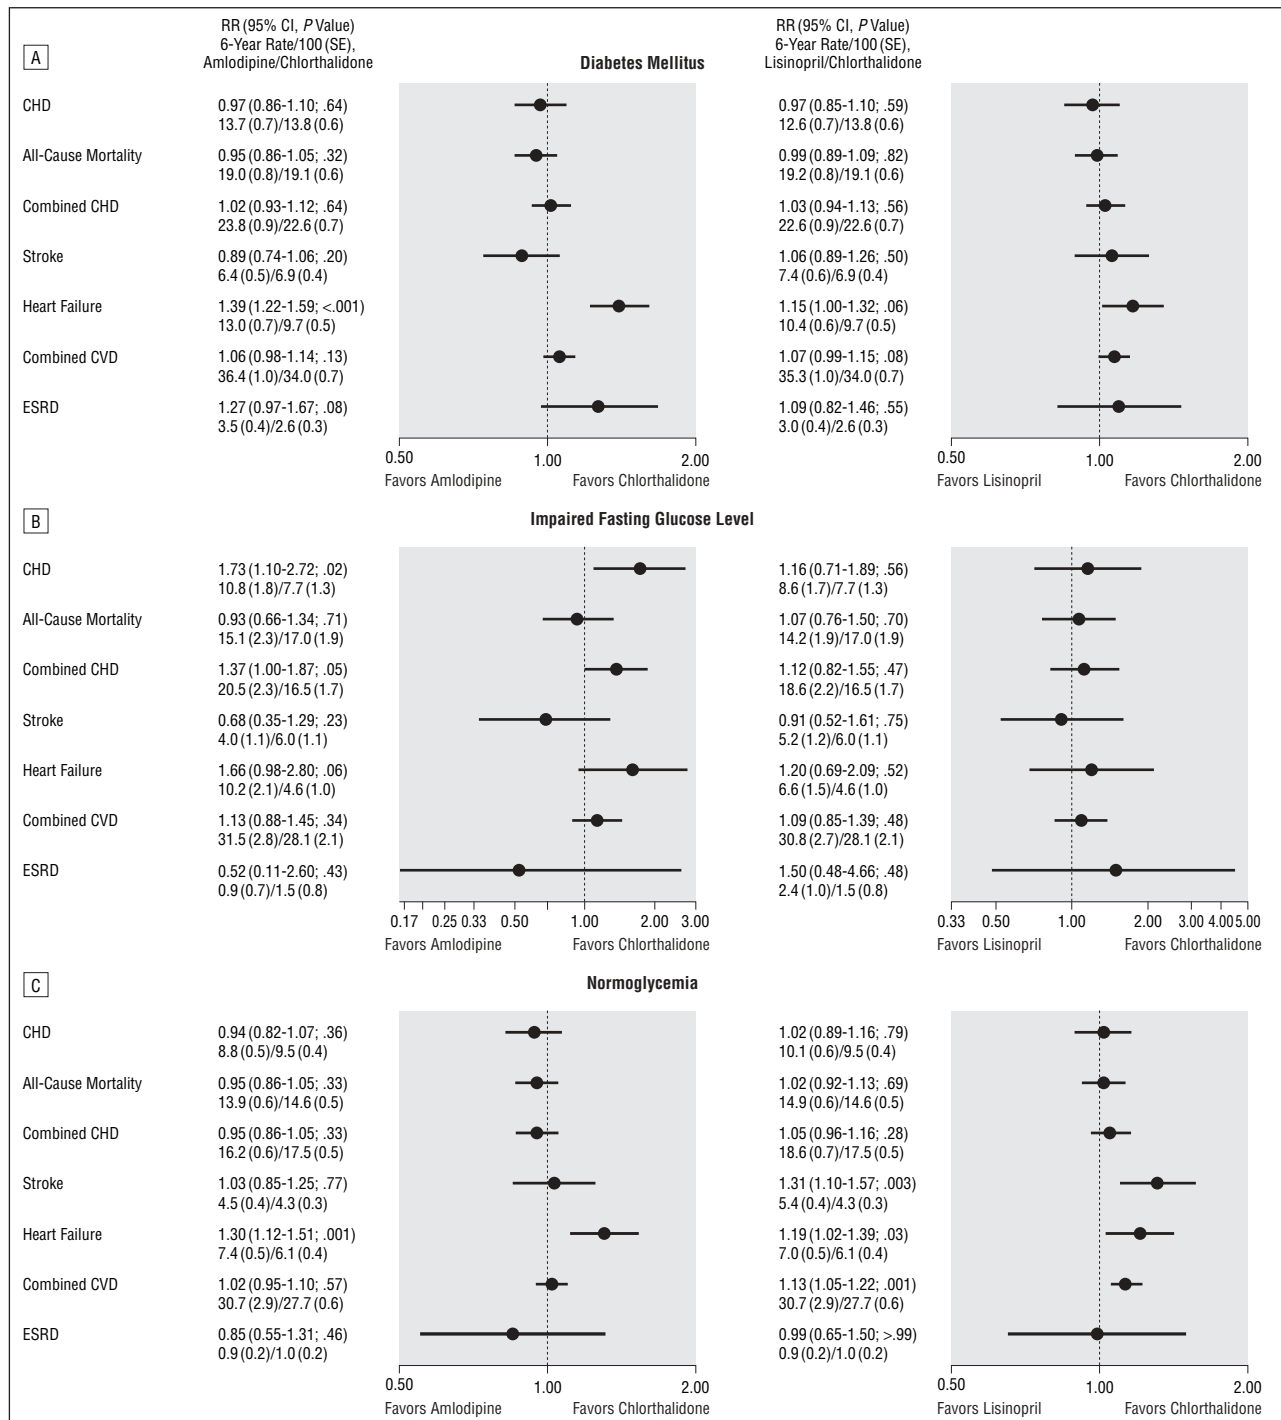 RR (95% CI, P Value)
6-Year Rate/100 (SE),
Amlodipine/Chlorthalidone
RR (95% CI, P Value)
6-Year Rate/100 (SE),
Lisinopril/Chlorthalidone
A
Diabetes Mellitus
CHD 0.97 (0.86-1.10; .64) 0.97 (0.85-1.10; .59)
13.7 (0.7)/13.8 (0.6) 12.6 (0.7)/13.8 (0.6)
All-Cause Mortality 0.95 (0.86-1.05; .32) 0.99 (0.89-1.09; .82)
19.0 (0.8)/19.1 (0.6) 19.2 (0.8)/19.1 (0.6)
Combined CHD 1.02 (0.93-1.12; .64) 1.03 (0.94-1.13; .56)
23.8 (0.9)/22.6 (0.7) 22.6 (0.9)/22.6 (0.7)
Stroke 0.89 (0.74-1.06; .20) 1.06 (0.89-1.26; .50)
6.4 (0.5)/6.9 (0.4) 7.4 (0.6)/6.9 (0.4)
Heart Failure 1.39 (1.22-1.59; <.001) 1.15 (1.00-1.32; .06)
13.0 (0.7)/9.7 (0.5) 10.4 (0.6)/9.7 (0.5)
Combined CVD 1.06 (0.98-1.14; .13) 1.07 (0.99-1.15; .08)
36.4 (1.0)/34.0 (0.7) 35.3 (1.0)/34.0 (0.7)
ESRD 1.27 (0.97-1.67; .08) 1.09 (0.82-1.46; .55)
3.5 (0.4)/2.6 (0.3) 3.0 (0.4)/2.6 (0.3)
0.50 1.00 2.00 0.50 1.00 2.00
Favors Amlodipine Favors Chlorthalidone Favors Lisinopril Favors Chlorthalidone
B
Impaired Fasting Glucose Level
CHD 1.73 (1.10-2.72; .02) 1.16 (0.71-1.89; .56)
10.8 (1.8)/7.7 (1.3) 8.6 (1.7)/7.7 (1.3)
All-Cause Mortality 0.93 (0.66-1.34; .71) 1.07 (0.76-1.50; .70)
15.1 (2.3)/17.0 (1.9) 14.2 (1.9)/17.0 (1.9)
Combined CHD 1.37 (1.00-1.87; .05) 1.12 (0.82-1.55; .47)
20.5 (2.3)/16.5 (1.7) 18.6 (2.2)/16.5 (1.7)
Stroke 0.68 (0.35-1.29; .23) 0.91 (0.52-1.61; .75)
4.0 (1.1)/6.0 (1.1) 5.2 (1.2)/6.0 (1.1)
Heart Failure 1.66 (0.98-2.80; .06) 1.20 (0.69-2.09; .52)
10.2 (2.1)/4.6 (1.0) 6.6 (1.5)/4.6 (1.0)
Combined CVD 1.13 (0.88-1.45; .34) 1.09 (0.85-1.39; .48)
31.5 (2.8)/28.1 (2.1) 30.8 (2.7)/28.1 (2.1)
ESRD 0.52 (0.11-2.60; .43) 1.50 (0.48-4.66; .48)
0.9 (0.7)/1.5 (0.8) 2.4 (1.0)/1.5 (0.8)
0.17 0.25 0.33 0.50 1.00 2.00 3.00 0.33 0.50 1.00 2.00 3.00 4.00 5.00
Favors Amlodipine Favors Chlorthalidone Favors Lisinopril Favors Chlorthalidone
C
Normoglycemia
CHD 0.94 (0.82-1.07; .36) 1.02 (0.89-1.16; .79)
8.8 (0.5)/9.5 (0.4) 10.1 (0.6)/9.5 (0.4)
All-Cause Mortality 0.95 (0.86-1.05; .33) 1.02 (0.92-1.13; .69)
13.9 (0.6)/14.6 (0.5) 14.9 (0.6)/14.6 (0.5)
Combined CHD 0.95 (0.86-1.05; .33) 1.05 (0.96-1.16; .28)
16.2 (0.6)/17.5 (0.5) 18.6 (0.7)/17.5 (0.5)
Stroke 1.03 (0.85-1.25; .77) 1.31 (1.10-1.57; .003)
4.5 (0.4)/4.3 (0.3) 5.4 (0.4)/4.3 (0.3)
Heart Failure 1.30 (1.12-1.51; .001) 1.19 (1.02-1.39; .03)
7.4 (0.5)/6.1 (0.4) 7.0 (0.5)/6.1 (0.4)
Combined CVD 1.02 (0.95-1.10; .57) 1.13 (1.05-1.22; .001)
30.7 (2.9)/27.7 (0.6) 30.7 (2.9)/27.7 (0.6)
ESRD 0.85 (0.55-1.31; .46) 0.99 (0.65-1.50; >.99)
0.9 (0.2)/1.0 (0.2) 0.9 (0.2)/1.0 (0.2)
0.50 1.00 2.00 0.50 1.00 2.00
Favors Amlodipine Favors Chlorthalidone Favors Lisinopril Favors Chlorthalidone